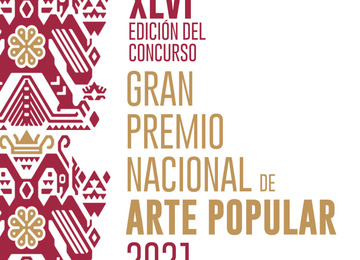 XLVI
EDICIÓN DEL
CONCURSO
GRAN
PREMIO
NACIONAL DE
ARTE POPULAR
2021